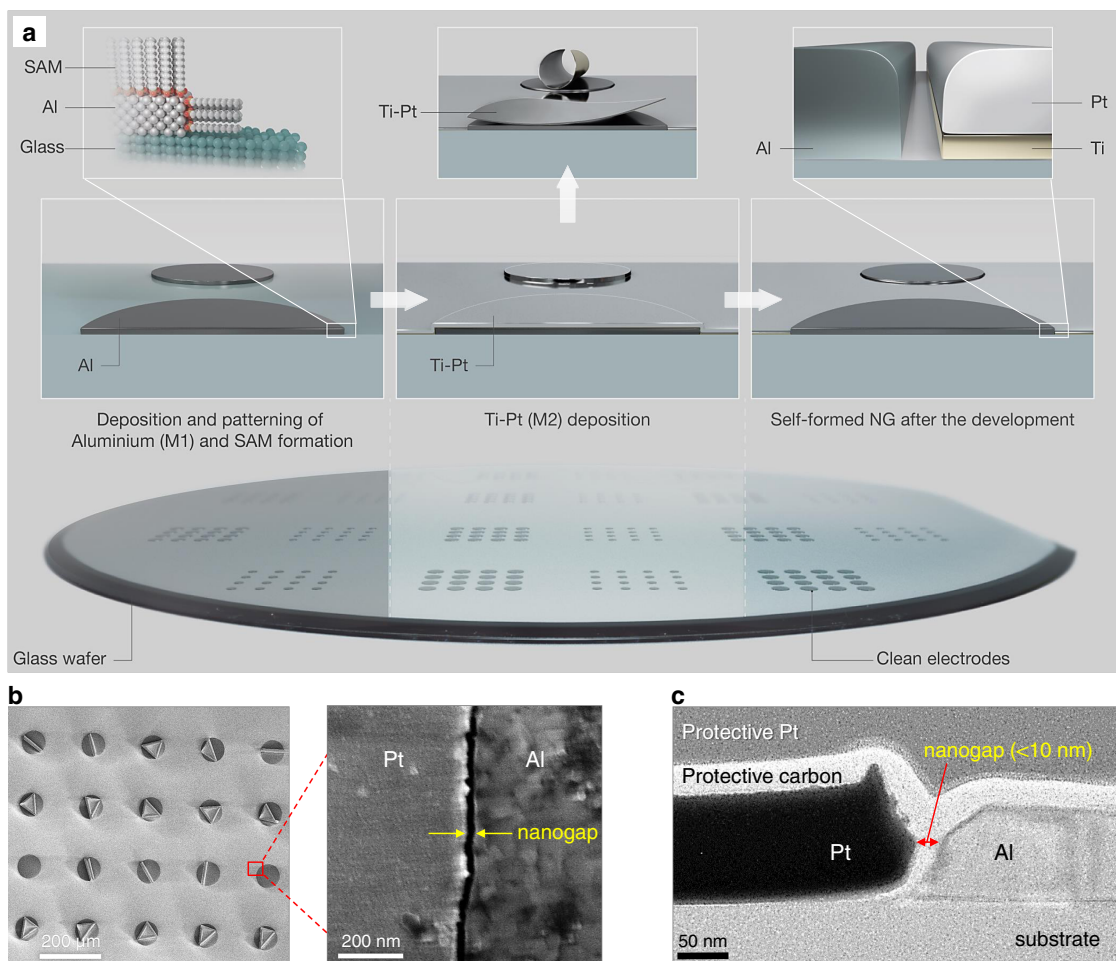 a
SAM
Al
Glass
Ti-Pt
Al
Pt
Ti
Al
Ti-Pt
Deposition and patterning of
Aluminium (M1) and SAM formation
Ti-Pt (M2) deposition
Self-formed NG after the development
Glass wafer
Clean electrodes
b
200 µm
Pt
Al
nanogap
200 nm
c
Protective Pt
nanogap (<10 nm)
Protective carbon
Pt
Al
50 nm
substrate